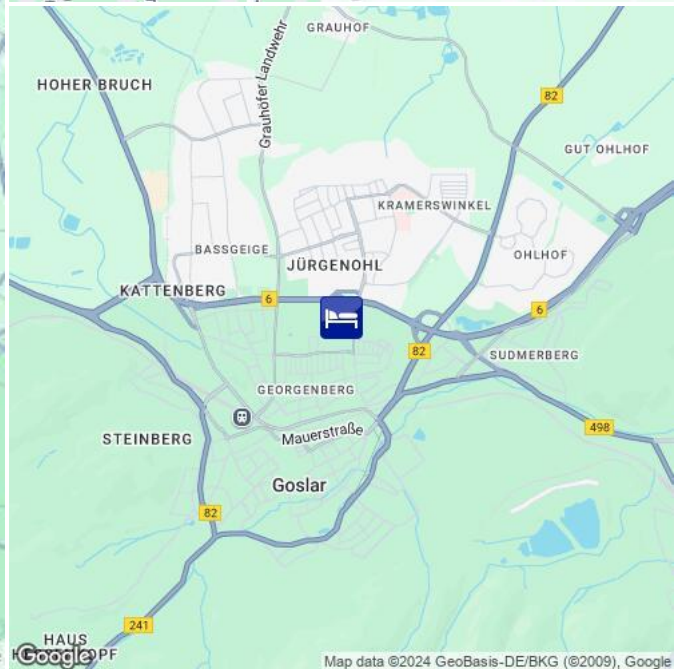 GRAUHOF
HOHER BRUCH
Grauhöfer Landwehr
82
GUT OHLHOF
KRAMERSWINKEL
BASSGEIGE
OHLHOF
JÜRGENOHL
KATTENBERG
6
6
82
SUDMERBERG
GEORGENBERG
498
Mauerstraße
STEINBERG
Goslar
82
241
HAUS
Google
Map data ©2024 GeoBasis-DE/BKG (©2009), Google